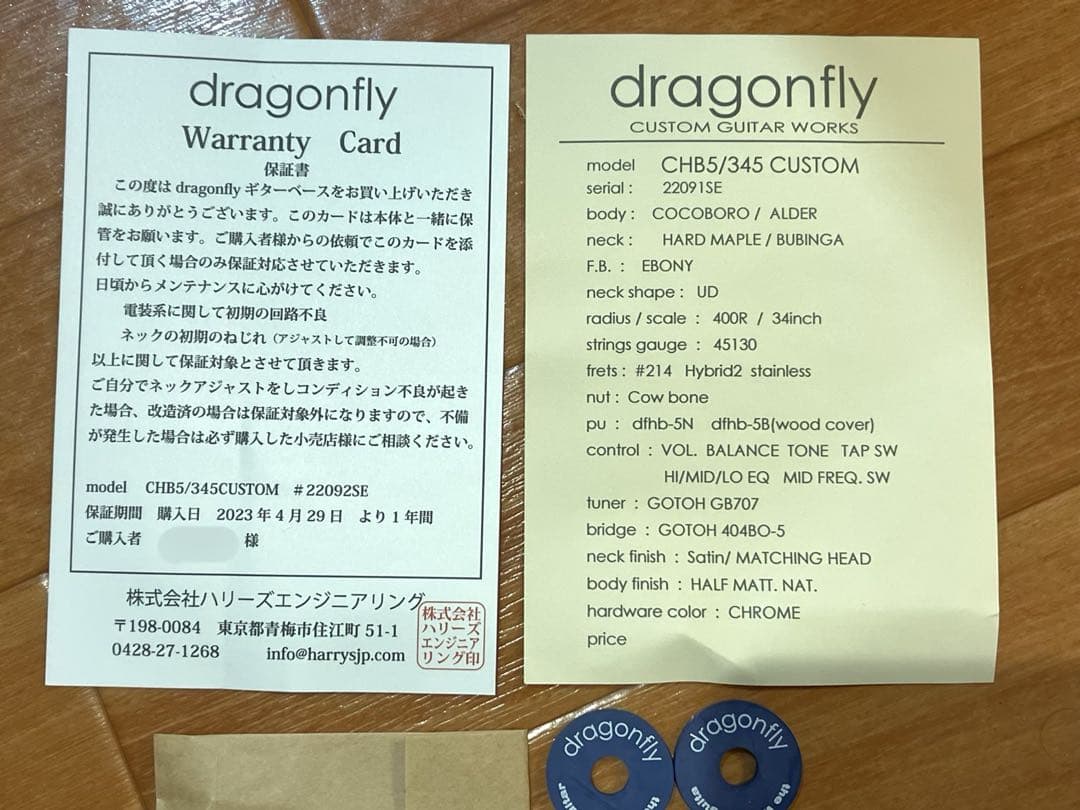 dragonfly
Warranty Card
保証書
この度は dragonfly ギターベースをお買い上げいただき
誠にありがとうございます。このカードは本体と一緒に保
管をお願います。ご購入者様からの依頼でこのカードを添
付して頂く場合のみ保証対応させていただきます。
日頃からメンテナンスに心がけてください。
電装系に関して初期の回路不良
ネックの初期のねじれ（アジャストして調整不可の場合）
以上に関して保証対象とさせて頂きます。
ご自分でネックアジャストをしコンディション不良が起き
た場合、改造済の場合は保証対象外になりますので、不備
が発生した場合は必ず購入した小売店様にご相談ください。
model CHB5/345CUSTOM #22092SE
保証期間 購入日 2023 年 4 月 29 日 より 1 年間
ご購入者 様
株式会社ハリーズエンジニアリング
〒198-0084 東京都青梅市住江町 51-1
0428-27-1268 info@harrysjp.com
株式会社
ハリーズ
エンジニア
リング印
dragonfly
CUSTOM GUITAR WORKS
model CHB5/345 CUSTOM
serial : 22091SE
body : COCOBORO / ALDER
neck : HARD MAPLE / BUBINGA
F.B. : EBONY
neck shape : UD
radius / scale : 400R / 34inch
strings gauge : 45130
frets : #214 Hybrid2 stainless
nut : Cow bone
pu : dfhb-5N dfhb-5B(wood cover)
control : VOL. BALANCE TONE TAP SW
HI/MID/LO EQ MID FREQ. SW
tuner : GOTOH GB707
bridge : GOTOH 404BO-5
neck finish : Satin/ MATCHING HEAD
body finish : HALF MATT. NAT.
hardware color : CHROME
price
dragonfly
dragonfly